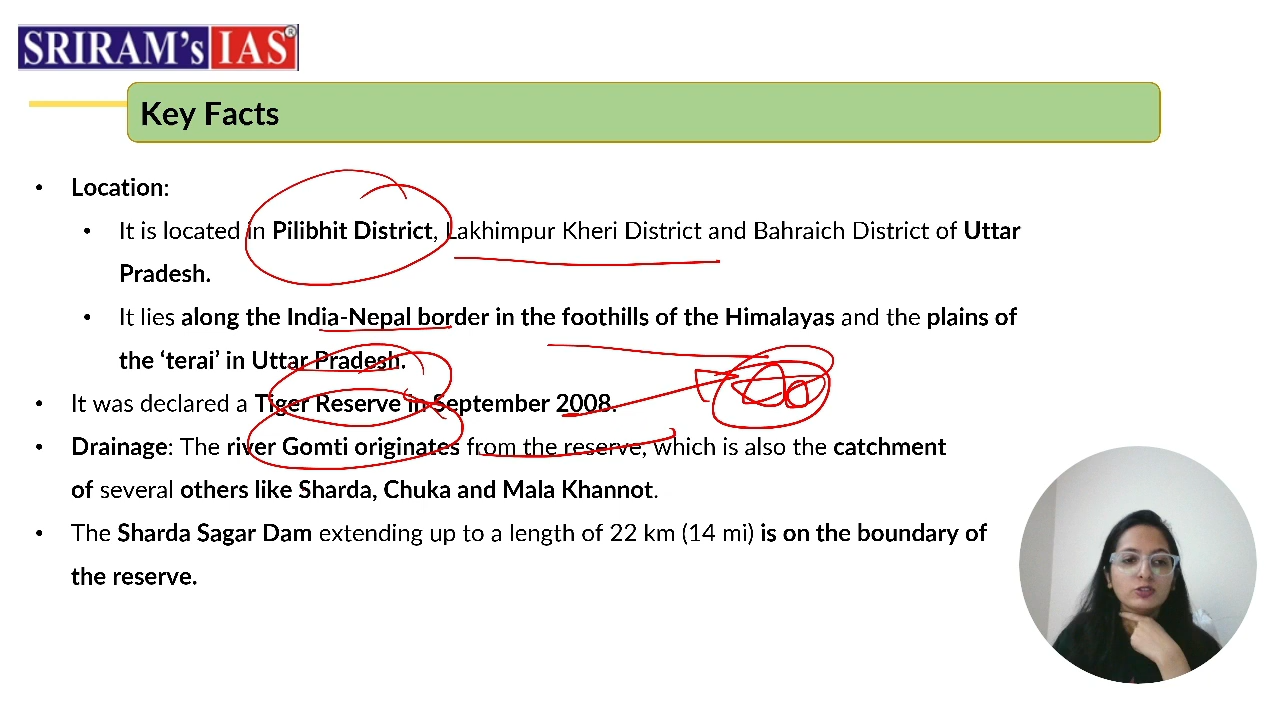 SRIRAM's IAS®
Key Facts
• Location:
• It is located in Pilibhit District, Lakhimpur Kheri District and Bahraich District of Uttar
Pradesh.
• It lies along the India-Nepal border in the foothills of the Himalayas and the plains of
the ‘terai’ in Uttar Pradesh.
• It was declared a Tiger Reserve in September 2008.
• Drainage: The river Gomti originates from the reserve, which is also the catchment
of several others like Sharda, Chuka and Mala Khannot.
• The Sharda Sagar Dam extending up to a length of 22 km (14 mi) is on the boundary of
the reserve.